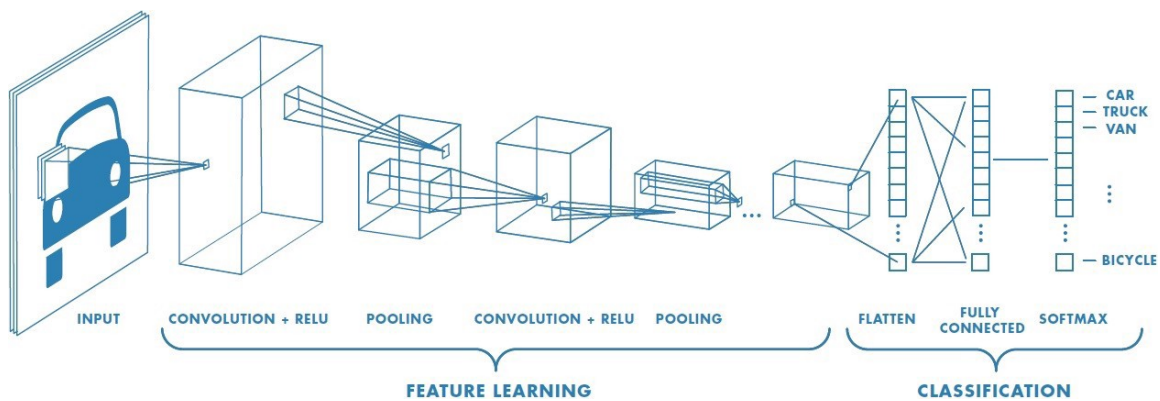 CAR
TRUCK
VAN
BICYCLE
INPUT
CONVOLUTION + RELU
POOLING
CONVOLUTION + RELU
POOLING
FLATTEN
FULLY
CONNECTED
SOFTMAX
FEATURE LEARNING
CLASSIFICATION